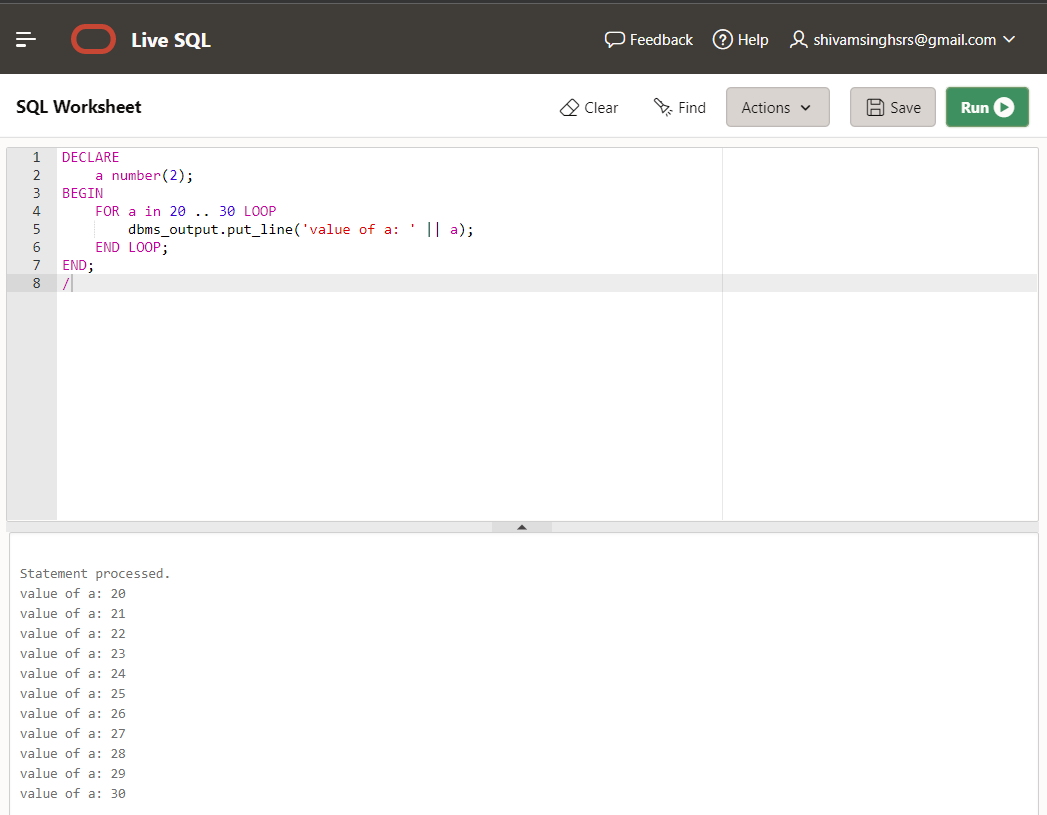 Live SQL Feedback Help shivamsinghsrs@gmail.com
SQL Worksheet Clear Find Actions Save Run
1 DECLARE
2     a number(2);
3 BEGIN
4     FOR a in 20 .. 30 LOOP
5         dbms_output.put_line('value of a: ' || a);
6     END LOOP;
7 END;
8 /
Statement processed.
value of a: 20
value of a: 21
value of a: 22
value of a: 23
value of a: 24
value of a: 25
value of a: 26
value of a: 27
value of a: 28
value of a: 29
value of a: 30